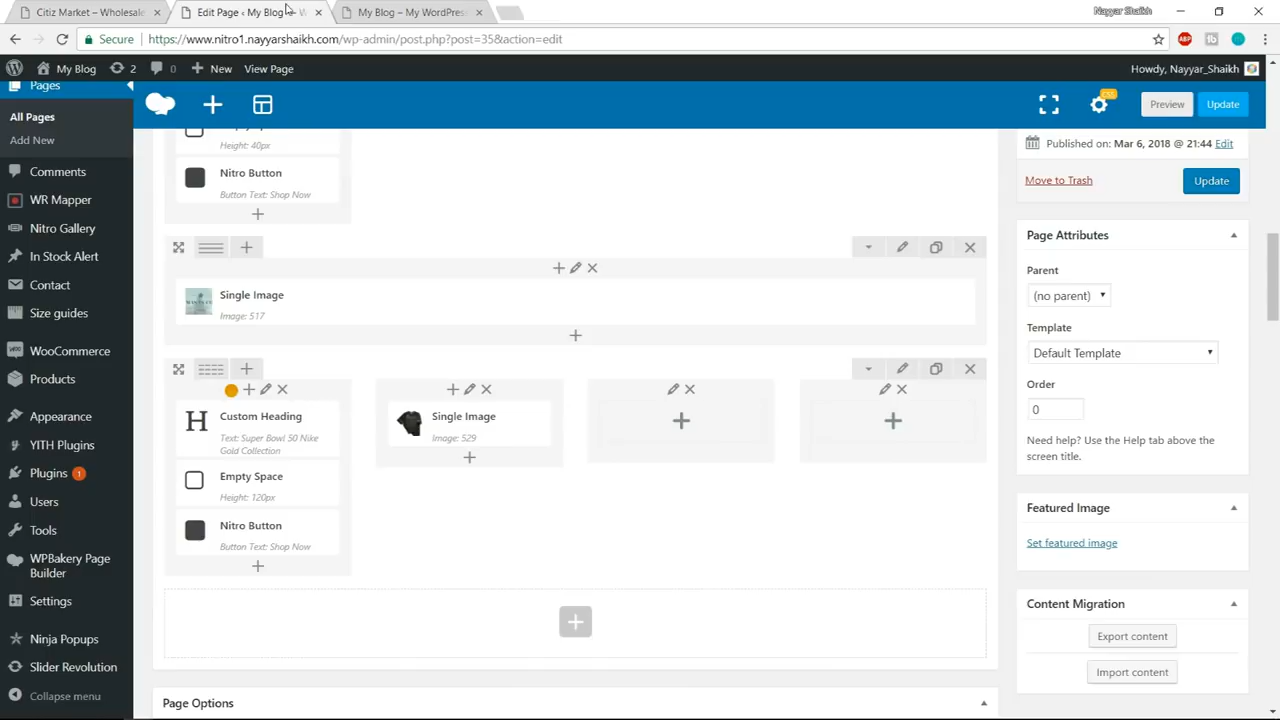 Citiz Market – Wholesale
Edit Page ‹ My Blog — W
My Blog – My WordPress
Nayyar Shaikh
Secure
https://www.nitro1.nayyarshaikh.com/wp-admin/post.php?post=35&action=edit
ABP
My Blog
2
0
New
View Page
Howdy, Nayyar_Shaikh
Pages
All Pages
Add New
Comments
WR Mapper
Nitro Gallery
In Stock Alert
Contact
Size guides
WooCommerce
Products
Appearance
YITH Plugins
Plugins 1
Users
Tools
WPBakery Page
Builder
Settings
Ninja Popups
Slider Revolution
Collapse menu
CSS
Preview
Update
Height: 40px
Nitro Button
Button Text: Shop Now
Single Image
Image: 517
Custom Heading
Text: Super Bowl 50 Nike
Gold Collection
Empty Space
Height: 120px
Nitro Button
Button Text: Shop Now
Single Image
Image: 529
Page Options
Published on: Mar 6, 2018 @ 21:44 Edit
Move to Trash
Update
Page Attributes
Parent
(no parent)
Template
Default Template
Order
0
Need help? Use the Help tab above the
screen title.
Featured Image
Set featured image
Content Migration
Export content
Import content